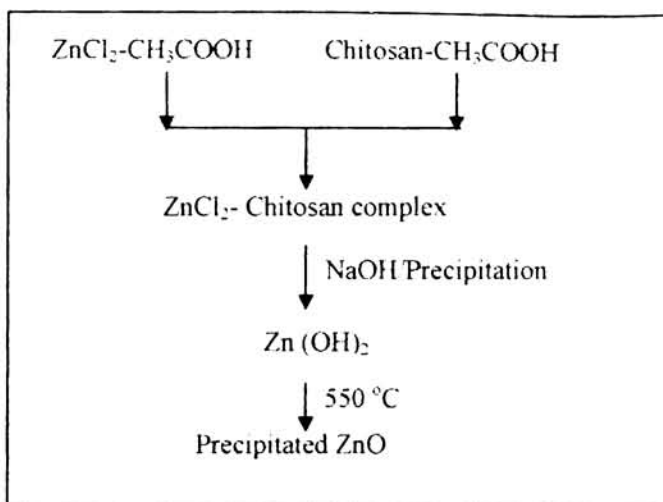 ZnCl₂-CH₃COOH Chitosan-CH₃COOH
ZnCl₂- Chitosan complex
NaOH Precipitation
Zn (OH)₂
550 °C
Precipitated ZnO